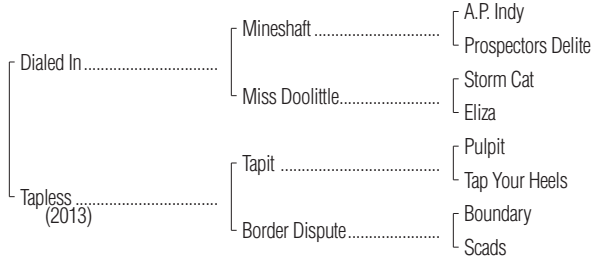 A.P. Indy
Mineshaft
Prospectors Delite
Dialed In
Storm Cat
Miss Doolittle
Eliza
Pulpit
Tapit
Tap Your Heels
Tapless
(2013)
Boundary
Border Dispute
Scads